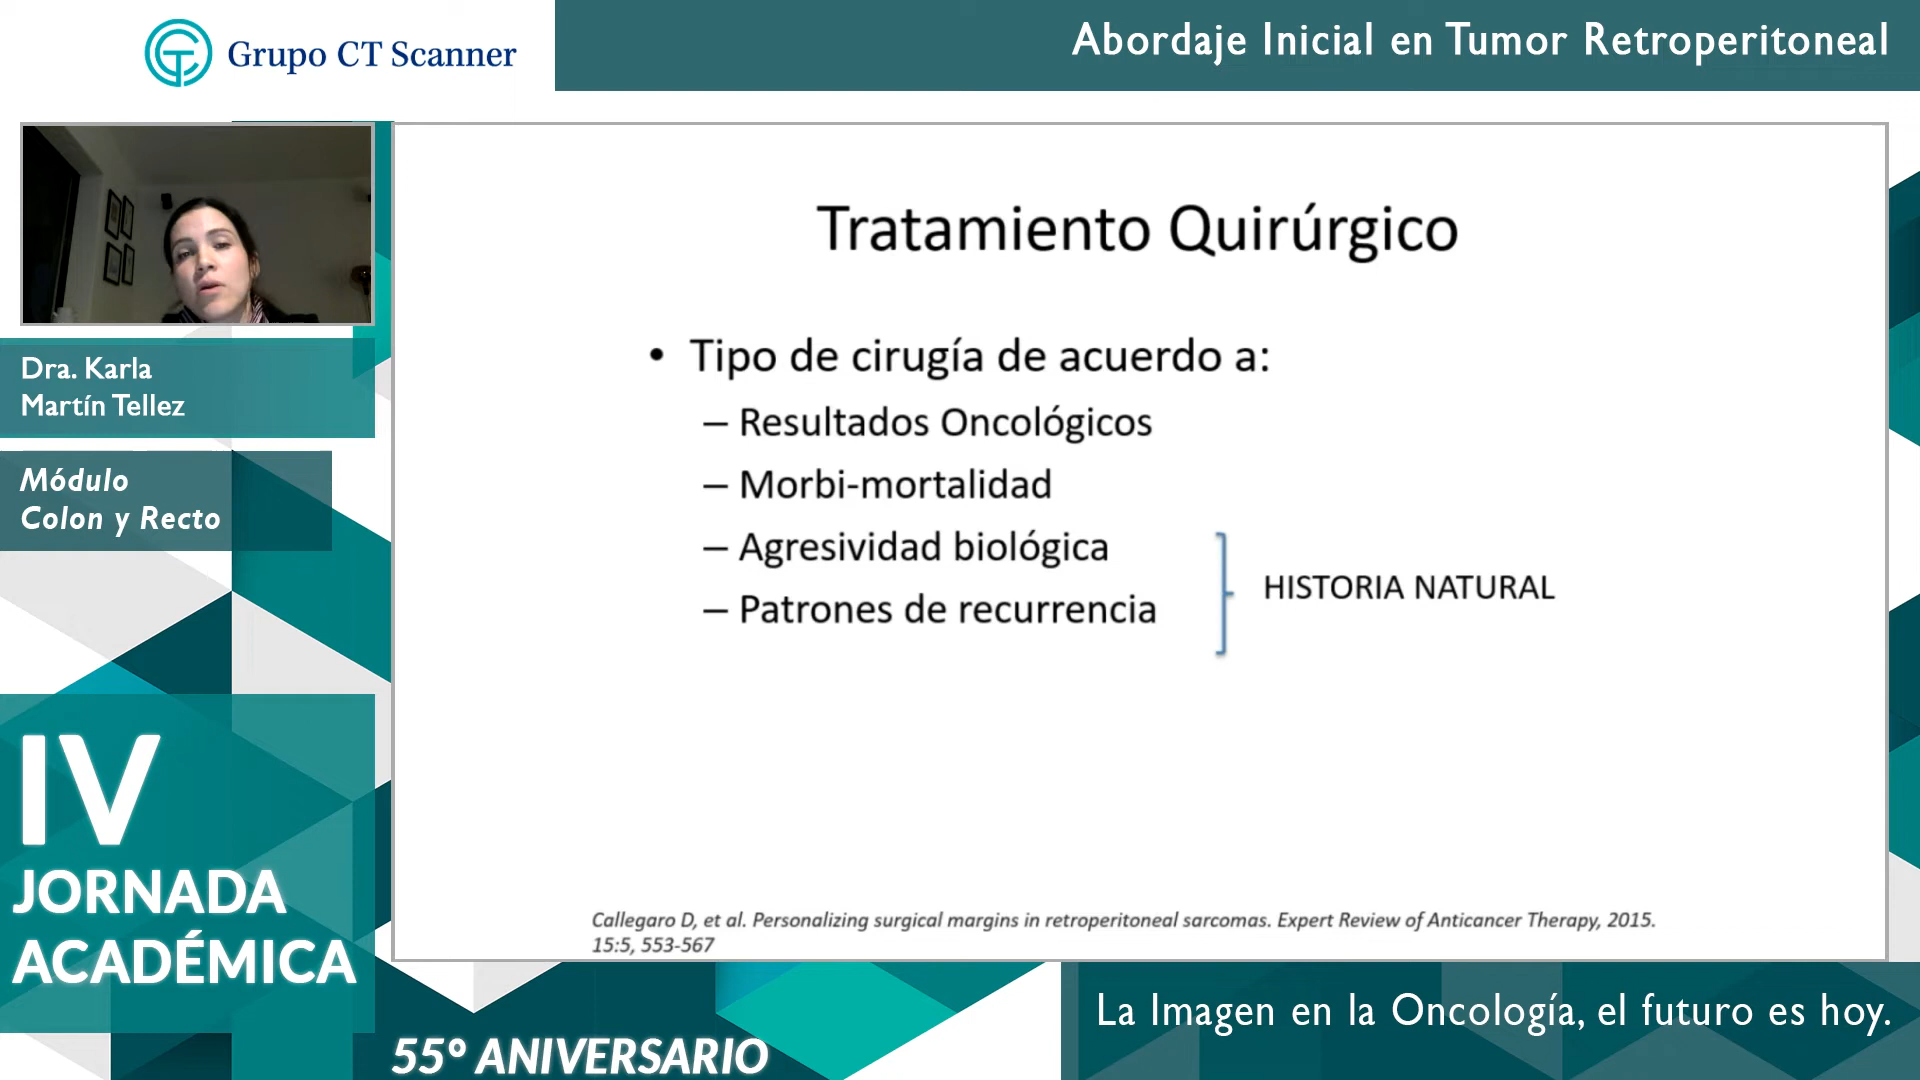 Grupo CT Scanner
Abordaje Inicial en Tumor Retroperitoneal
Dra. Karla
Martín Tellez
Módulo
Colon y Recto
IV
JORNADA
ACADÉMICA
Tratamiento Quirúrgico
• Tipo de cirugía de acuerdo a:
– Resultados Oncológicos
– Morbi-mortalidad
– Agresividad biológica
– Patrones de recurrencia
HISTORIA NATURAL
Callegaro D, et al. Personalizing surgical margins in retroperitoneal sarcomas. Expert Review of Anticancer Therapy, 2015.
15:5, 553-567
55° ANIVERSARIO
La Imagen en la Oncología, el futuro es hoy.